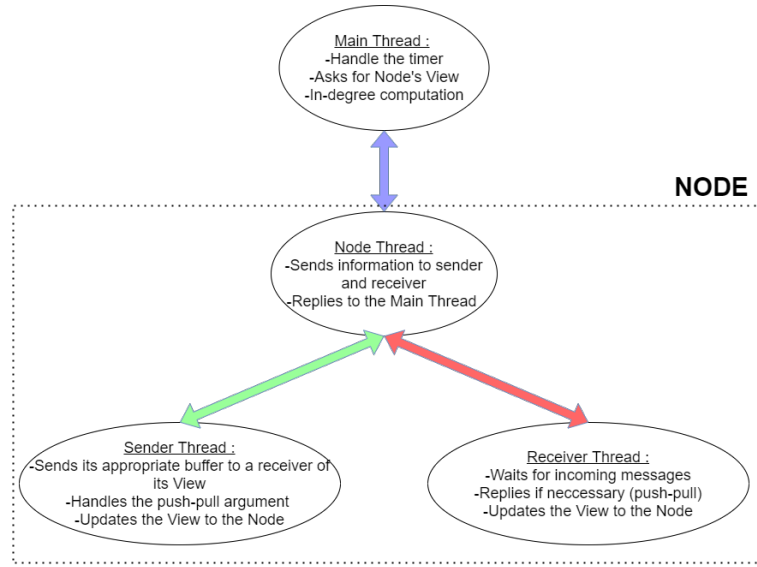 Main Thread :
-Handle the timer
-Asks for Node's View
-In-degree computation
NODE
Node Thread :
-Sends information to sender
and receiver
-Replies to the Main Thread
Sender Thread :
-Sends its appropriate buffer to a receiver of
its View
-Handles the push-pull argument
-Updates the View to the Node
Receiver Thread :
-Waits for incoming messages
-Replies if neccessary (push-pull)
-Updates the View to the Node